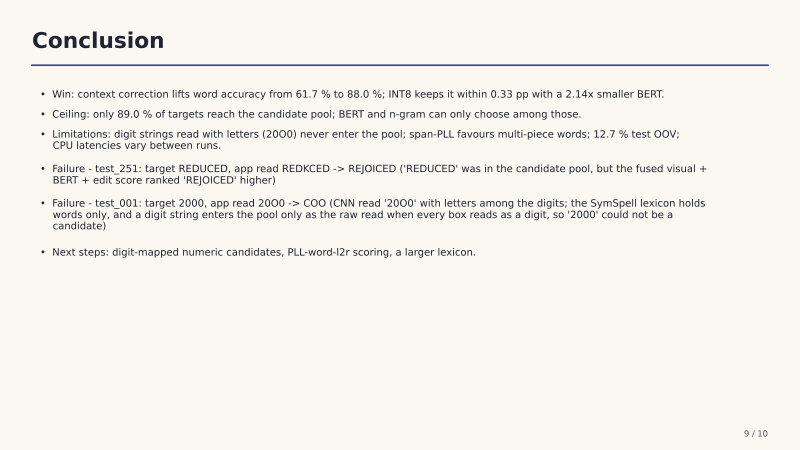 Conclusion
• Win: context correction lifts word accuracy from 61.7 % to 88.0 %; INT8 keeps it within 0.33 pp with a 2.14x smaller BERT.
• Ceiling: only 89.0 % of targets reach the candidate pool; BERT and n-gram can only choose among those.
• Limitations: digit strings read with letters (20O0) never enter the pool; span-PLL favours multi-piece words; 12.7 % test OOV;
CPU latencies vary between runs.
• Failure - test_251: target REDUCED, app read REDKCED -> REJOICED ('REDUCED' was in the candidate pool, but the fused visual +
BERT + edit score ranked 'REJOICED' higher)
• Failure - test_001: target 2000, app read 20O0 -> COO (CNN read '20O0' with letters among the digits; the SymSpell lexicon holds
words only, and a digit string enters the pool only as the raw read when every box reads as a digit, so '2000' could not be a
candidate)
• Next steps: digit-mapped numeric candidates, PLL-word-l2r scoring, a larger lexicon.
9 / 10